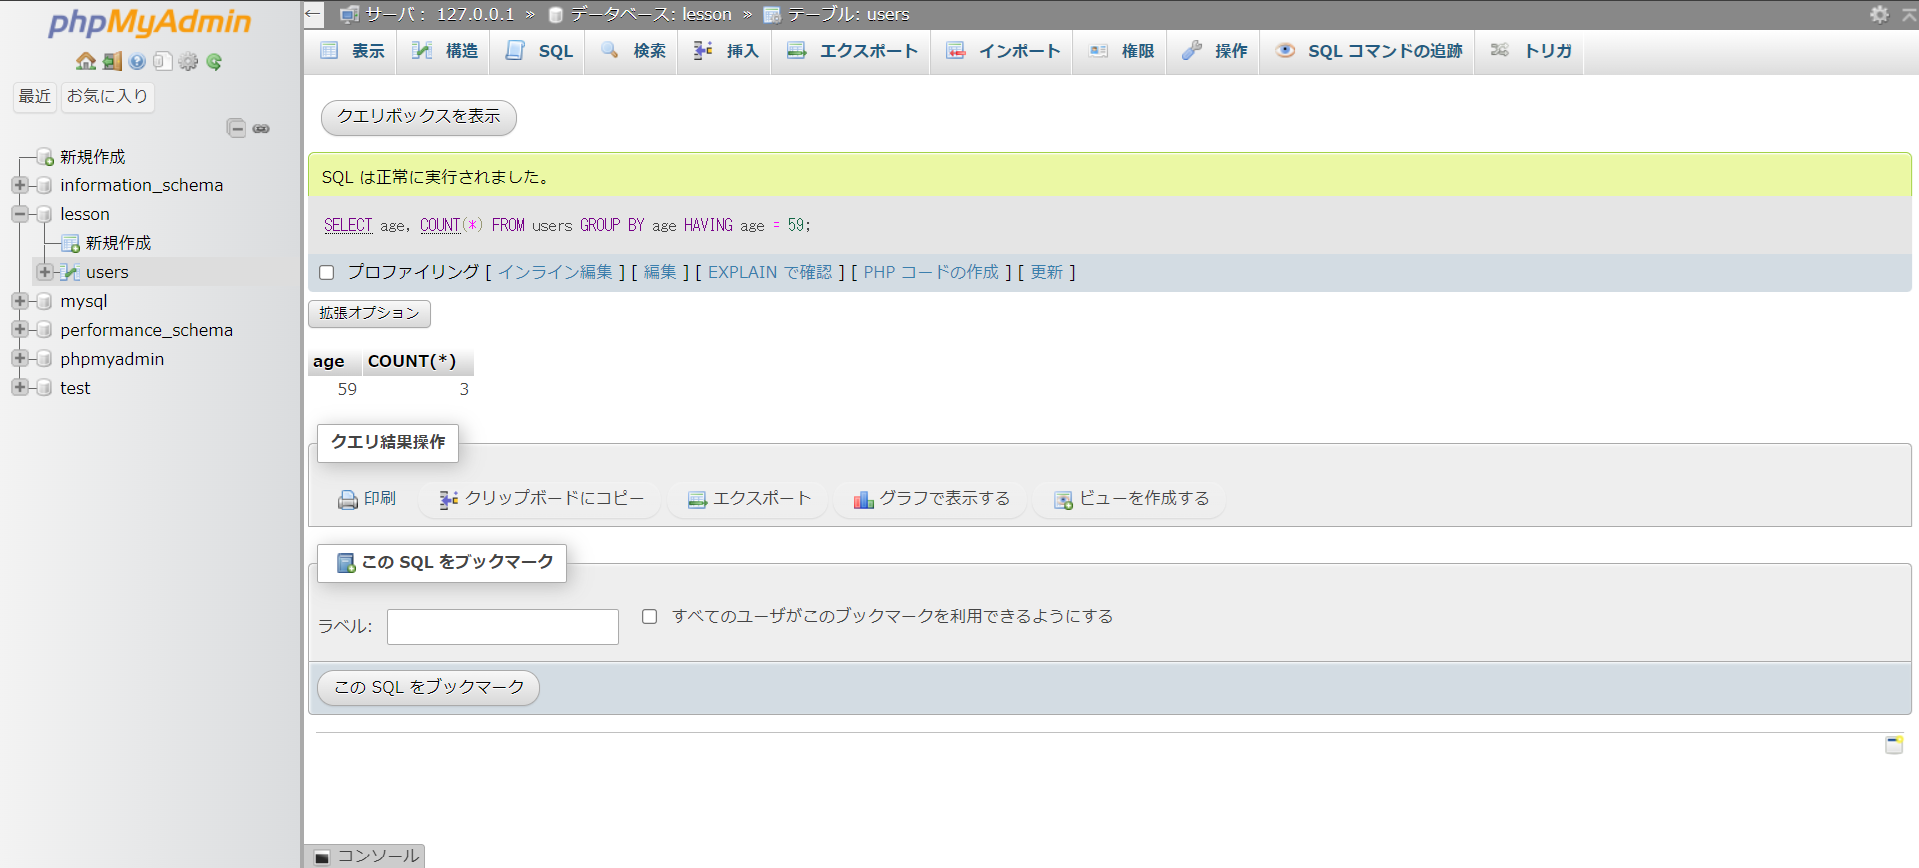 phpMyAdmin
最近 お気に入り
新規作成
information_schema
lesson
新規作成
users
mysql
performance_schema
phpmyadmin
test
← サーバ: 127.0.0.1 » データベース: lesson » テーブル: users
表示 構造 SQL 検索 挿入 エクスポート インポート 権限 操作 SQL コマンドの追跡 トリガ
クエリボックスを表示
SQL は正常に実行されました。
SELECT age, COUNT(*) FROM users GROUP BY age HAVING age = 59;
プロファイリング [ インライン編集 ] [ 編集 ] [ EXPLAIN で確認 ] [ PHP コードの作成 ] [ 更新 ]
拡張オプション
age COUNT(*)
59 3
クエリ結果操作
印刷 クリップボードにコピー エクスポート グラフで表示する ビューを作成する
この SQL をブックマーク
ラベル: すべてのユーザがこのブックマークを利用できるようにする
この SQL をブックマーク
コンソール